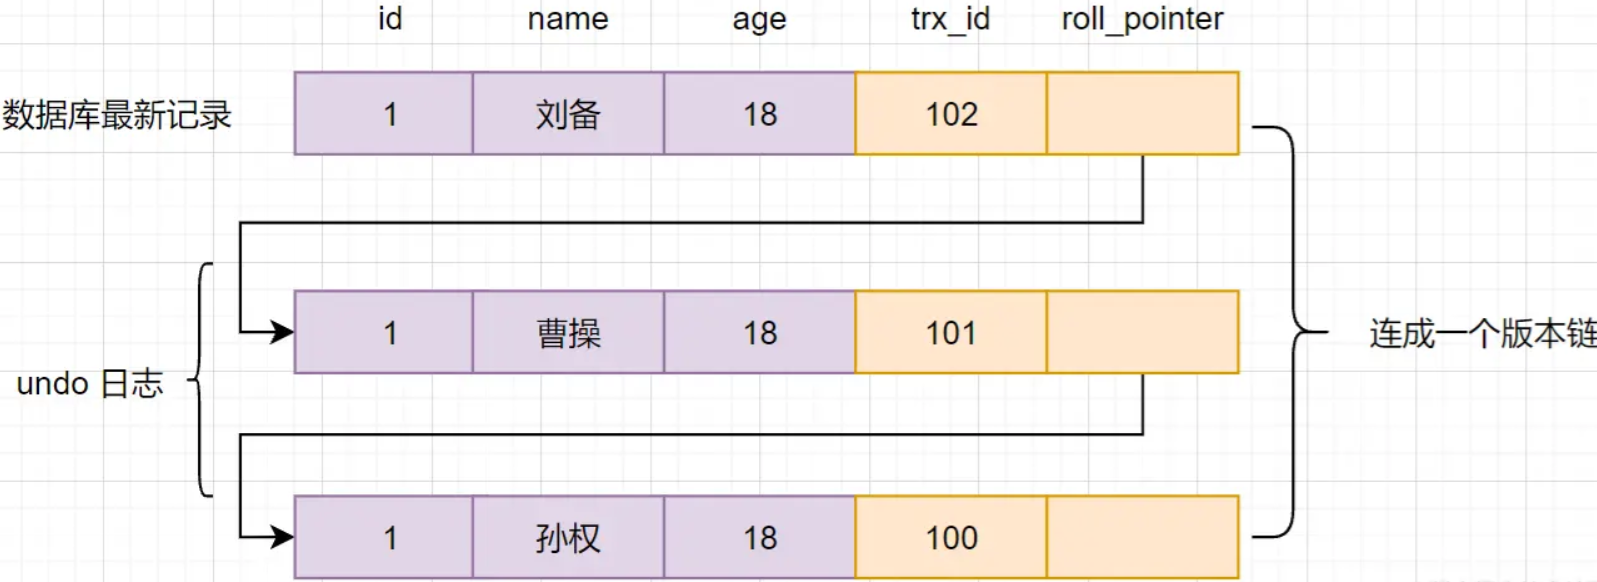 id name age trx_id roll_pointer
数据库最新记录 1 刘备 18 102
1 曹操 18 101
连成一个版本链
undo 日志
1 孙权 18 100